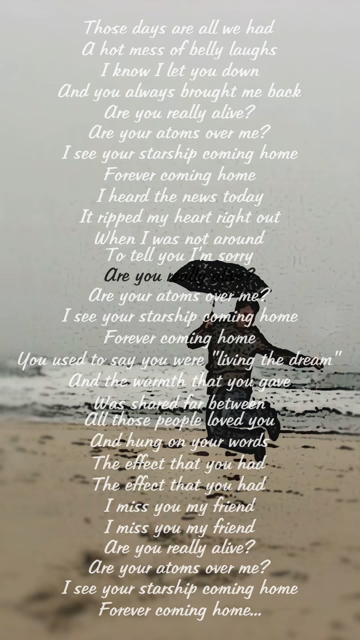 Those days are all we had
A hot mess of belly laughs
I know I let you down
And you always brought me back
Are you really alive?
Are your atoms over me?
I see your starship coming home
Forever coming home
I heard the news today
It ripped my heart right out
When I was not around
To tell you I'm sorry
Are you
Are your atoms over me?
I see your starship coming home
Forever coming home
You used to say you were "living the dream"
And the warmth that you gave
Was shared far between
All those people loved you
And hung on your words
The effect that you had
The effect that you had
I miss you my friend
I miss you my friend
Are you really alive?
Are your atoms over me?
I see your starship coming home
Forever coming home...